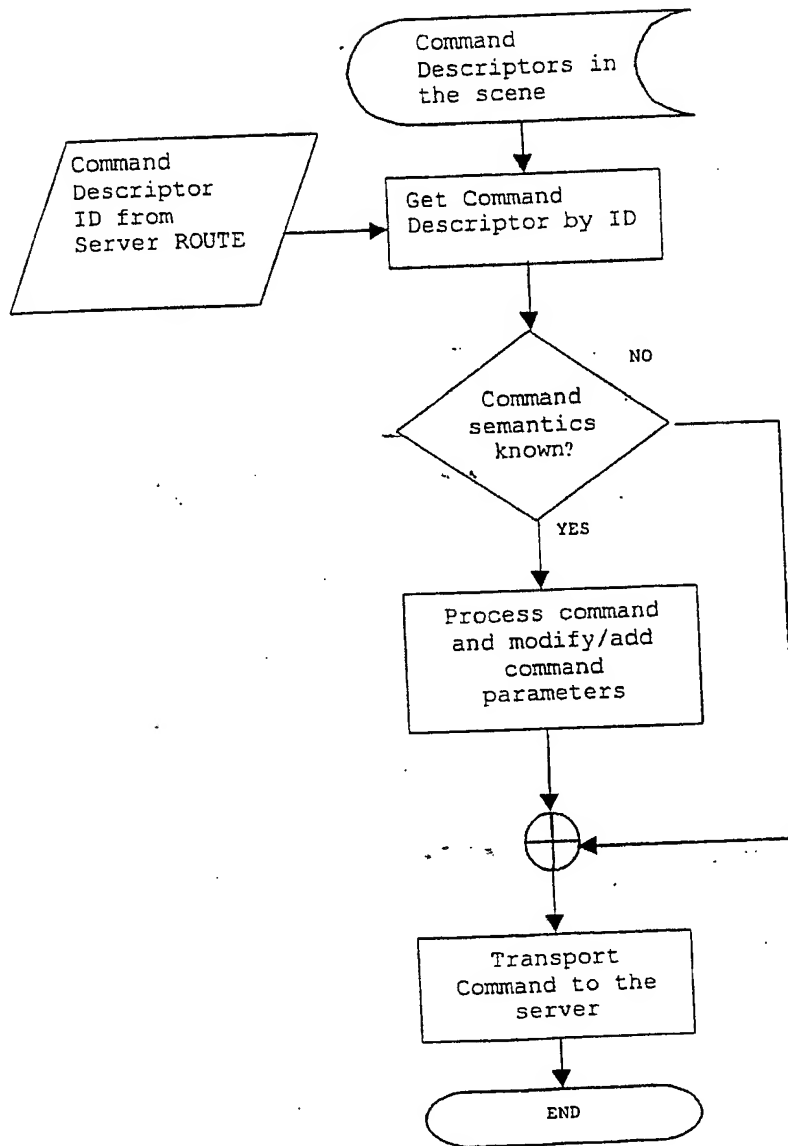 Command
Descriptors in
the scene
Command
Descriptor
ID from
Server ROUTE
Get Command
Descriptor by ID
NO
Command
semantics
known?
YES
Process command
and modify/add
command
parameters
Transport
Command to the
server
END